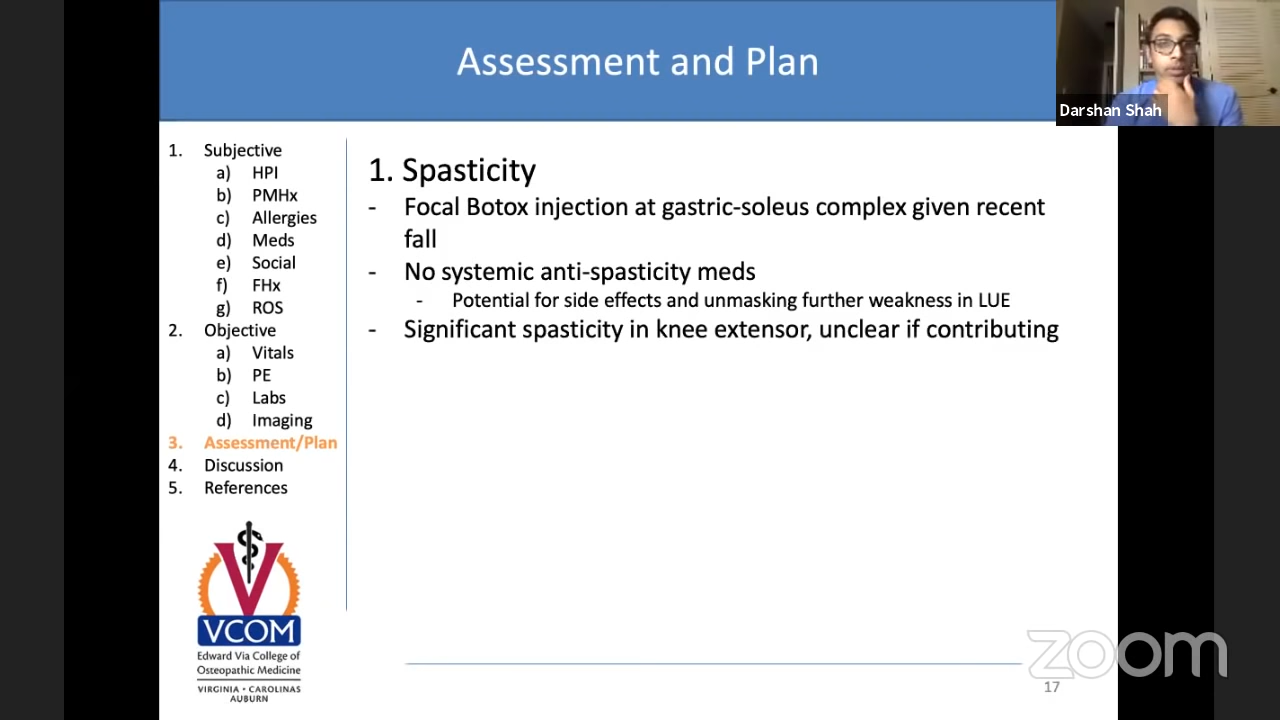 Assessment and Plan
Darshan Shah
1. Subjective
a) HPI
b) PMHx
c) Allergies
d) Meds
e) Social
f) FHx
g) ROS
2. Objective
a) Vitals
b) PE
c) Labs
d) Imaging
3. Assessment/Plan
4. Discussion
5. References
1. Spasticity
- Focal Botox injection at gastric-soleus complex given recent
fall
- No systemic anti-spasticity meds
- Potential for side effects and unmasking further weakness in LUE
- Significant spasticity in knee extensor, unclear if contributing
VCOM
Edward Via College of
Osteopathic Medicine
VIRGINIA • CAROLINAS
AUBURN
zoom
17